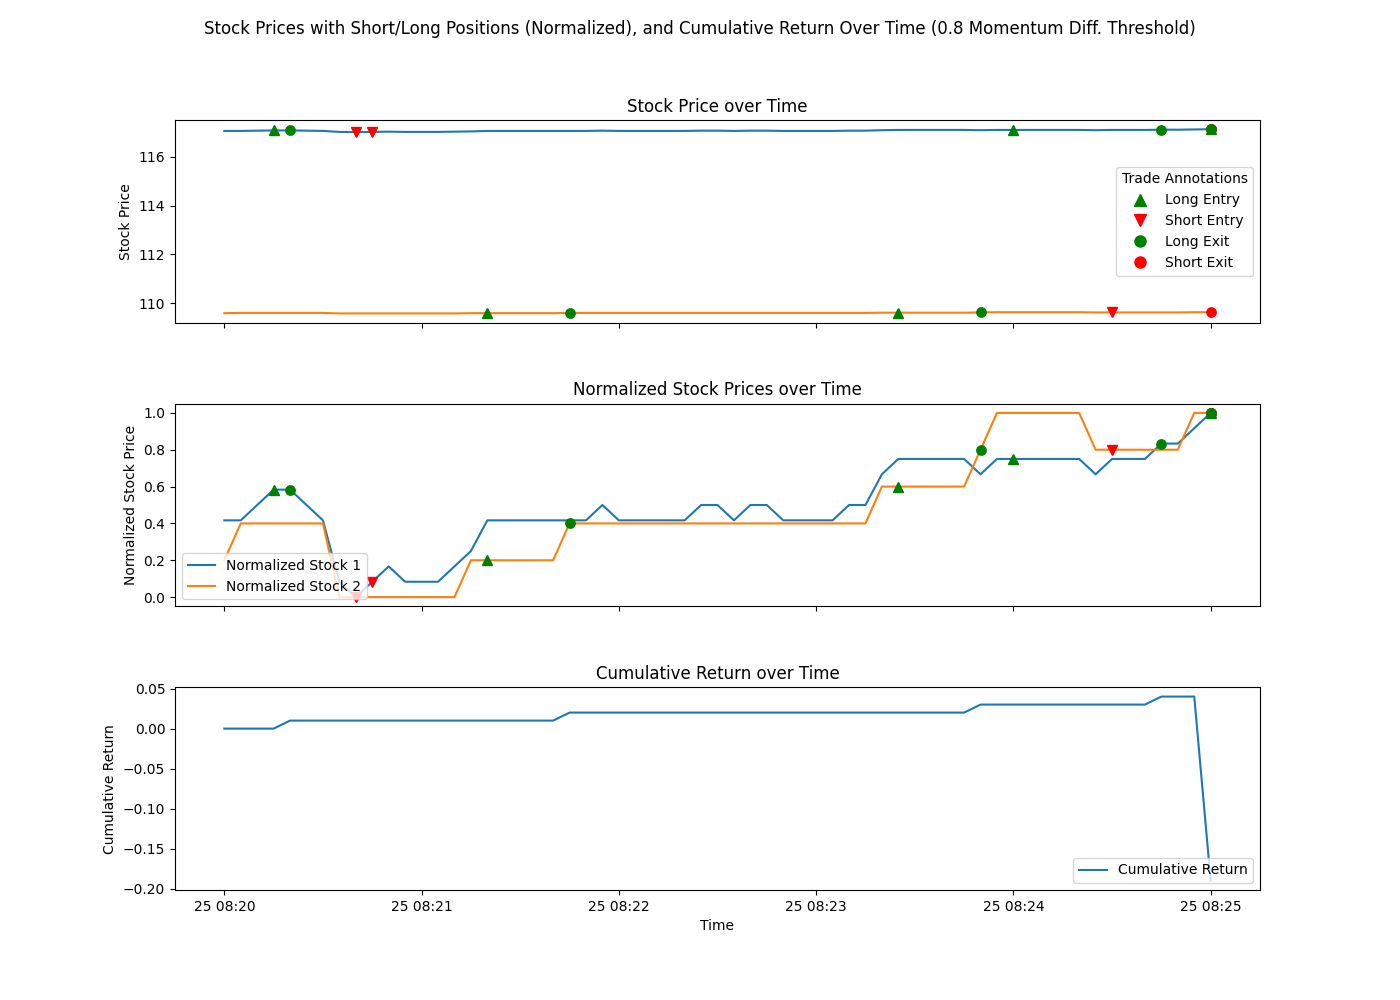 Stock Prices with Short/Long Positions (Normalized), and Cumulative Return Over Time (0.8 Momentum Diff. Threshold)
Stock Price over Time
116
114
112
110
Stock Price
Trade Annotations
Long Entry
Short Entry
Long Exit
Short Exit
Normalized Stock Prices over Time
1.0
0.8
0.6
0.4
0.2
0.0
Normalized Stock Price
Normalized Stock 1
Normalized Stock 2
Cumulative Return over Time
0.05
0.00
−0.05
−0.10
−0.15
−0.20
Cumulative Return
Cumulative Return
25 08:20 25 08:21 25 08:22 25 08:23 25 08:24 25 08:25
Time